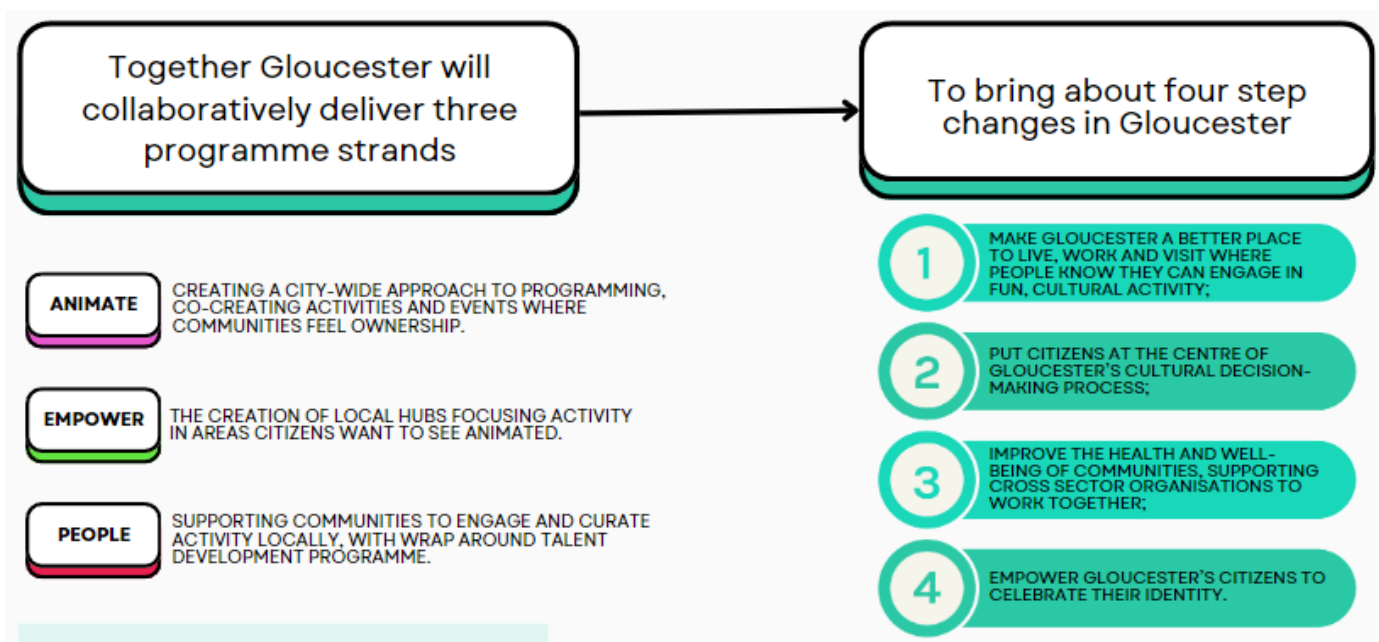 Together Gloucester will
collaboratively deliver three
programme strands
To bring about four step
changes in Gloucester
ANIMATE
CREATING A CITY-WIDE APPROACH TO PROGRAMMING,
CO-CREATING ACTIVITIES AND EVENTS WHERE
COMMUNITIES FEEL OWNERSHIP.
EMPOWER
THE CREATION OF LOCAL HUBS FOCUSING ACTIVITY
IN AREAS CITIZENS WANT TO SEE ANIMATED.
PEOPLE
SUPPORTING COMMUNITIES TO ENGAGE AND CURATE
ACTIVITY LOCALLY, WITH WRAP AROUND TALENT
DEVELOPMENT PROGRAMME.
1
MAKE GLOUCESTER A BETTER PLACE
TO LIVE, WORK AND VISIT WHERE
PEOPLE KNOW THEY CAN ENGAGE IN
FUN, CULTURAL ACTIVITY;
2
PUT CITIZENS AT THE CENTRE OF
GLOUCESTER'S CULTURAL DECISION-
MAKING PROCESS;
3
IMPROVE THE HEALTH AND WELL-
BEING OF COMMUNITIES, SUPPORTING
CROSS SECTOR ORGANISATIONS TO
WORK TOGETHER;
4
EMPOWER GLOUCESTER'S CITIZENS TO
CELEBRATE THEIR IDENTITY.